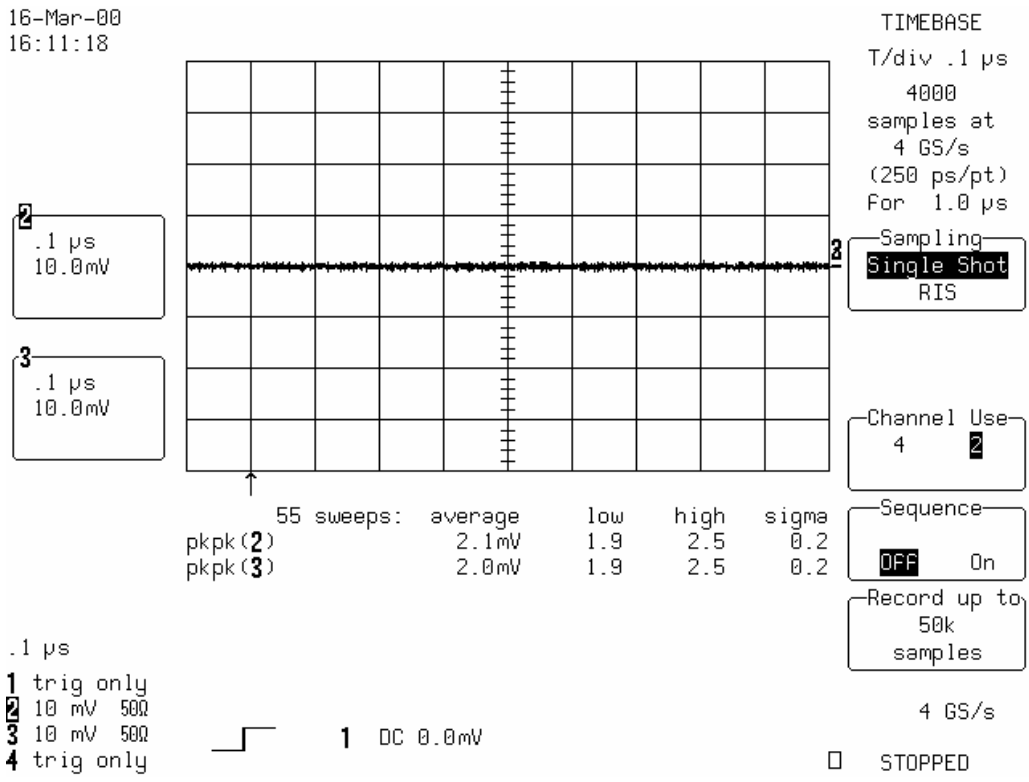 16-Mar-00
16:11:18
TIMEBASE
T/div .1 µs
4000
samples at
4 GS/s
(250 ps/pt)
For 1.0 µs
2
.1 µs
10.0mV
3
.1 µs
10.0mV
Sampling
Single Shot
RIS
Channel Use
4 2
Sequence
OFF On
Record up to
50k
samples
55 sweeps: average low high sigma
pkpk(2) 2.1mV 1.9 2.5 0.2
pkpk(3) 2.0mV 1.9 2.5 0.2
.1 µs
1 trig only
2 10 mV 50Ω
3 10 mV 50Ω
4 trig only
1 DC 0.0mV
4 GS/s
STOPPED